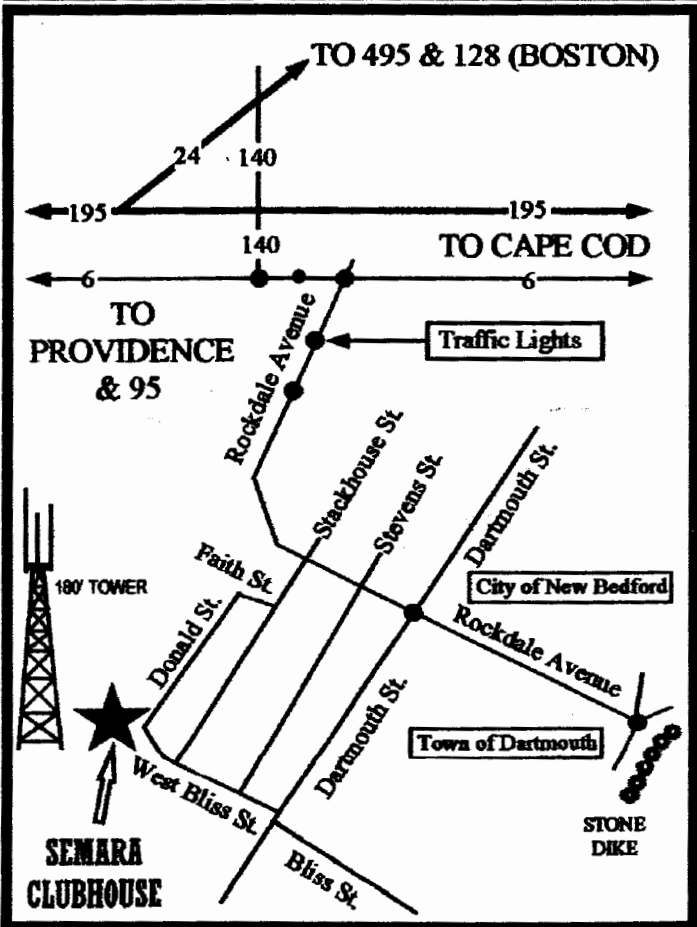 TO 495 & 128 (BOSTON)
24
140
195
195
140
TO CAPE COD
6
6
TO
PROVIDENCE
& 95
Rockdale Avenue
Traffic Lights
Stackhouse St.
Stevens St.
Dartmouth St.
Faith St.
180' TOWER
City of New Bedford
Donald St.
Rockdale Avenue
Dartmouth St.
Town of Dartmouth
West Bliss St.
STONE
DIKE
SEMARA
CLUBHOUSE
Bliss St.